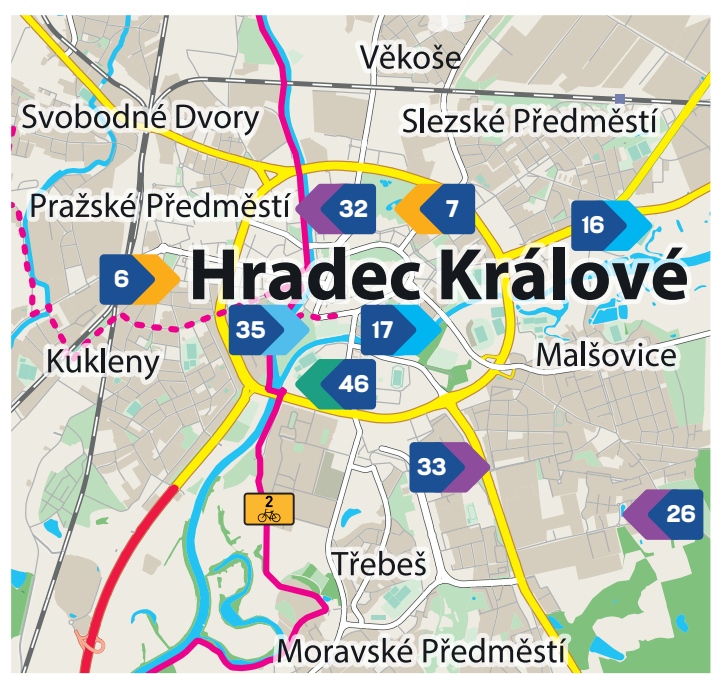 Věkoše
Svobodné Dvory
Slezské Předměstí
Pražské Předměstí
32
7
16
6
Hradec Králové
35
17
Kukleny
Malšovice
46
33
2
26
Třebeš
Moravské Předměstí